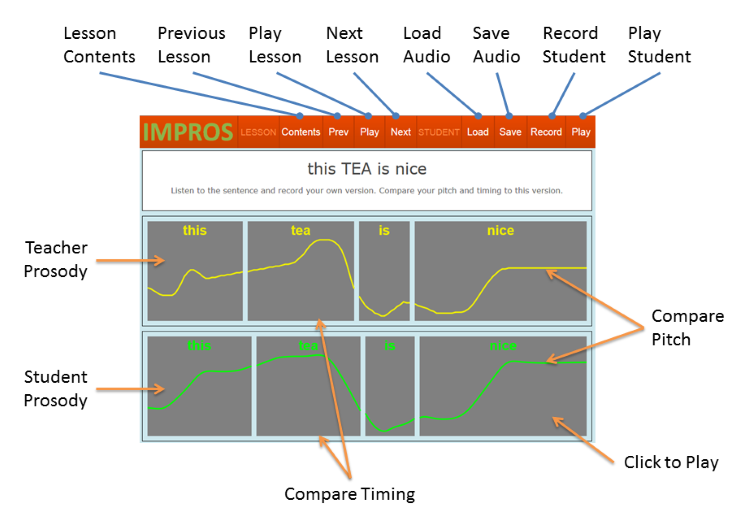 Lesson Previous Play Next Load Save Record Play
Contents Lesson Lesson Lesson Audio Audio Student Student
IMPROS LESSON Contents Prev Play Next STUDENT Load Save Record Play
this TEA is nice
Listen to the sentence and record your own version. Compare your pitch and timing to this version.
this tea is nice
Teacher
Prosody
Compare
Pitch
this tea is nice
Student
Prosody
Click to Play
Compare Timing